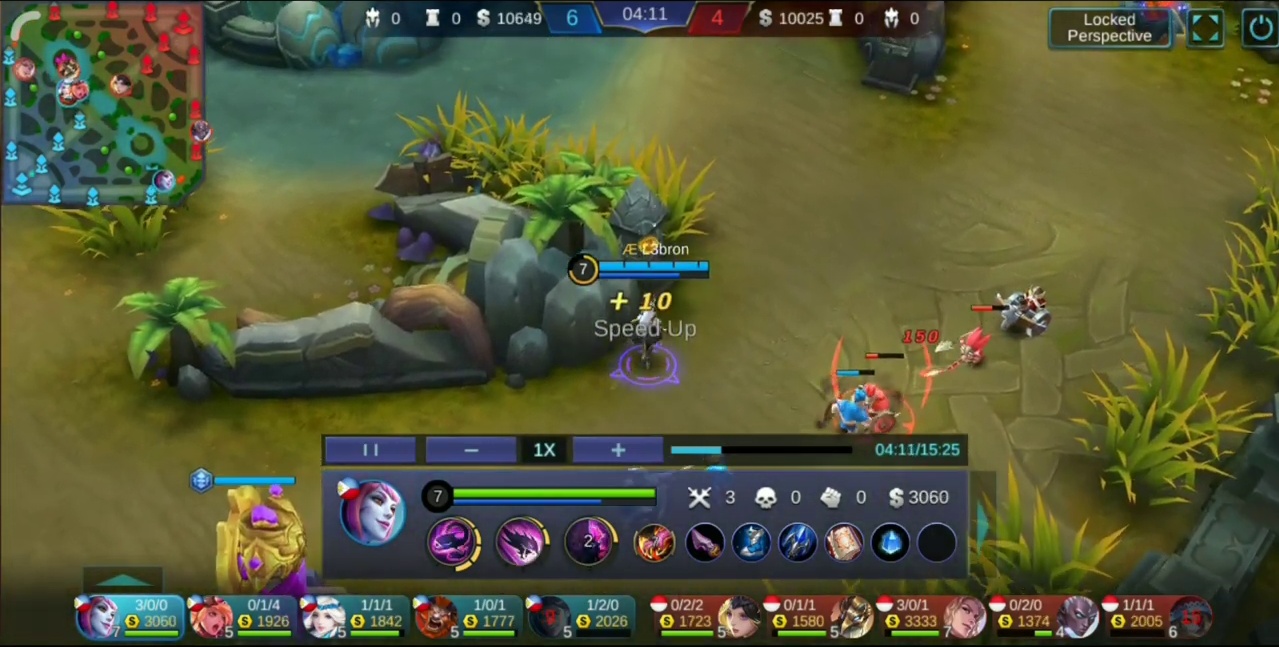 0 0 $ 10649 6 04:11 4 $ 10025 0 0
Locked
Perspective
Æ L3bron
7
+ 10
Speed Up
150
1X
04:11/15:25
7
3 0 0 $ 3060
2
3/0/0 0/1/4 1/1/1 1/0/1 1/2/0 0/2/2 0/1/1 3/0/1 0/2/0 1/1/1
7 3060 5 1926 5 1842 5 1777 5 2026 1723 5 1580 5 3333 7 1374 4 2005 6